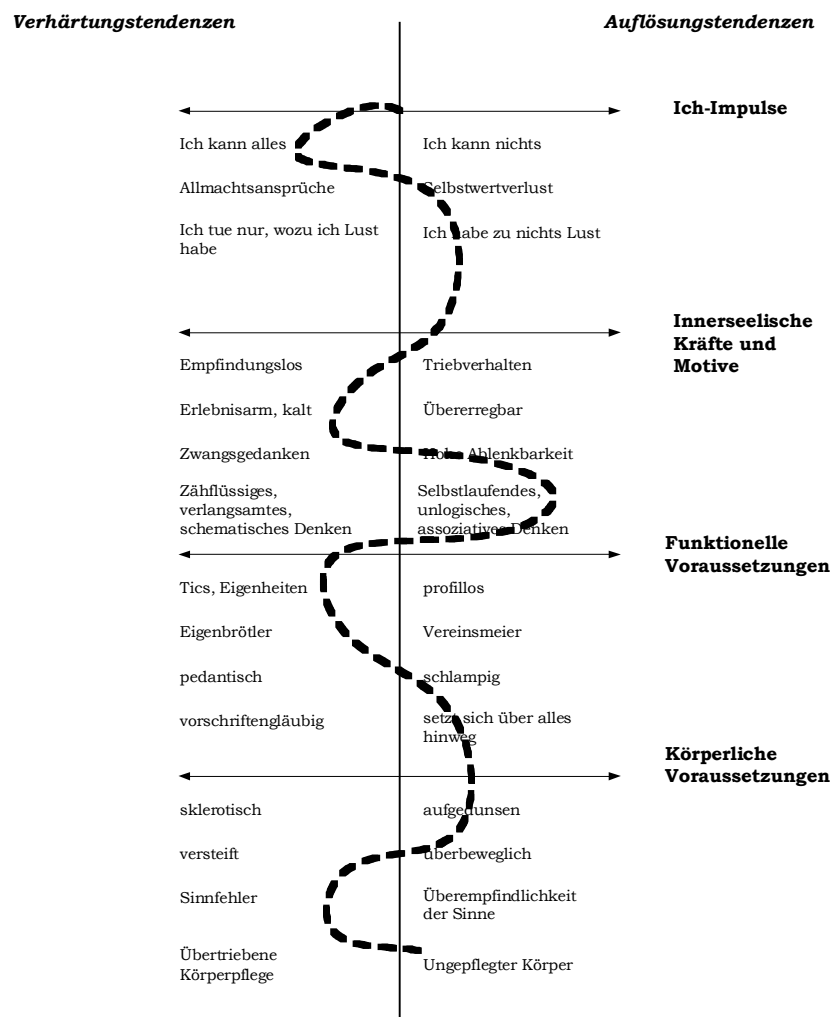 Verhärtungstendenzen
Auflösungstendenzen
Ich-Impulse
Ich kann alles
Ich kann nichts
Allmachtsansprüche
Selbstwertverlust
Ich tue nur, wozu ich Lust
habe
Ich habe zu nichts Lust
Innerseelische
Kräfte und
Motive
Empfindungslos
Triebverhalten
Erlebnisarm, kalt
Übererregbar
Zwangsgedanken
Hohe Ablenkbarkeit
Zähflüssiges,
verlangsamtes,
schematisches Denken
Selbstlaufendes,
unlogisches,
assoziatives Denken
Funktionelle
Voraussetzungen
Tics, Eigenheiten
profillos
Eigenbrötler
Vereinsmeier
pedantisch
schlampig
vorschriftengläubig
setzt sich über alles
hinweg
Körperliche
Voraussetzungen
sklerotisch
aufgedunsen
versteift
überbeweglich
Sinnfehler
Überempfindlichkeit
der Sinne
Übertriebene
Körperpflege
Ungepflegter Körper